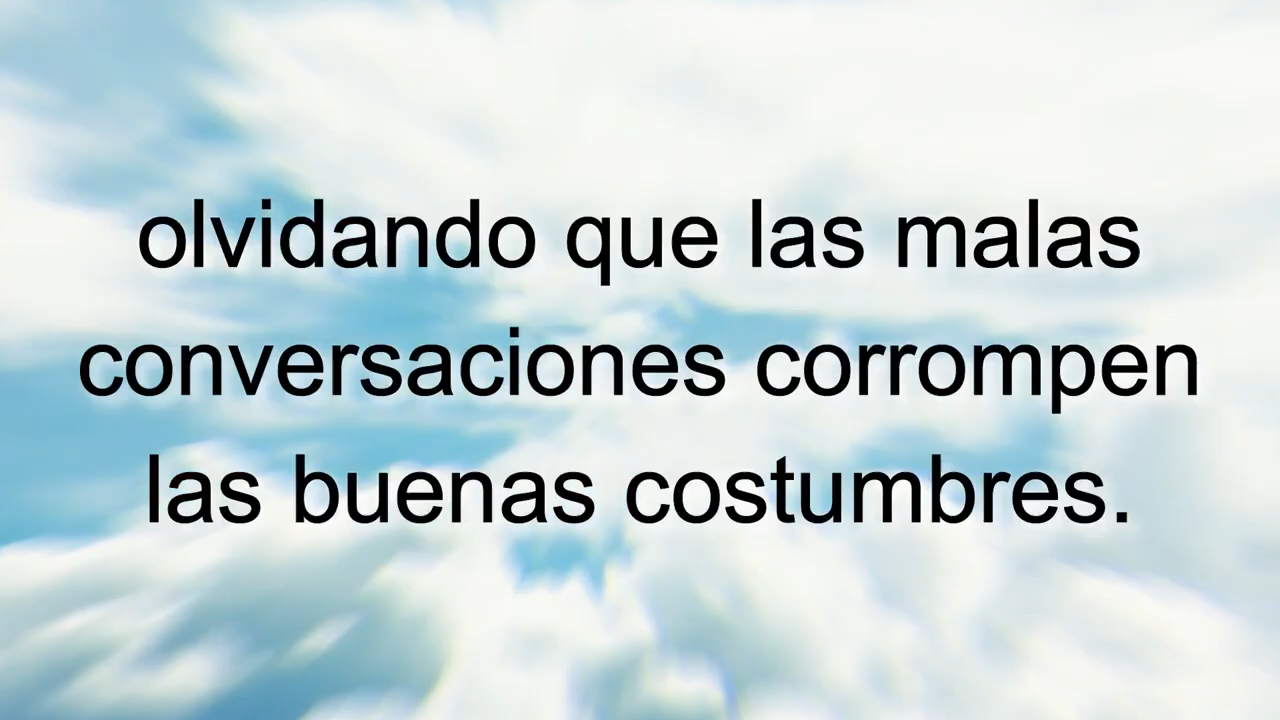 olvidando que las malas
conversaciones corrompen
las buenas costumbres.